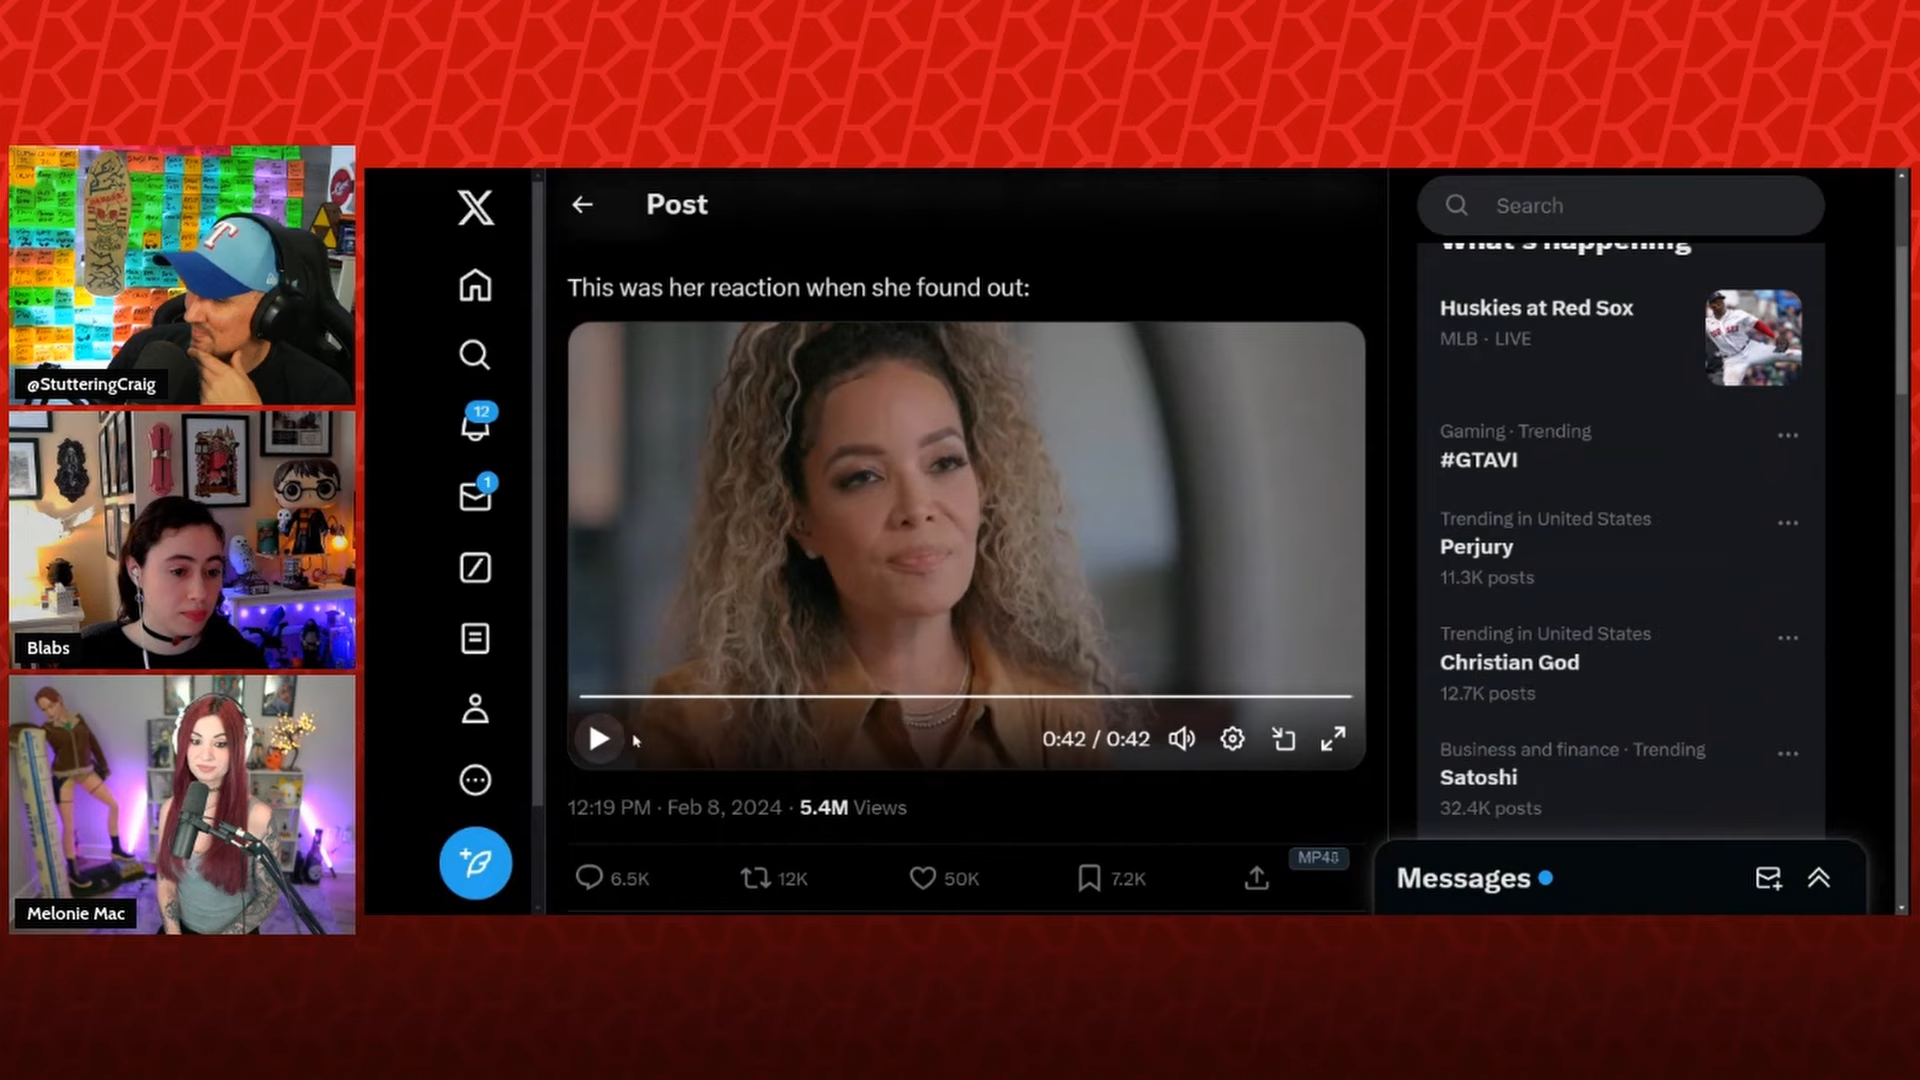 @StutteringCraig
Blabs
Melonie Mac
X
12
1
Post
This was her reaction when she found out:
0:42 / 0:42
12:19 PM · Feb 8, 2024 · 5.4M Views
6.5K
12K
50K
7.2K
Search
What's happening
Huskies at Red Sox
MLB · LIVE
Gaming · Trending
#GTAVI
Trending in United States
Perjury
11.3K posts
Trending in United States
Christian God
12.7K posts
Business and finance · Trending
Satoshi
32.4K posts
Messages